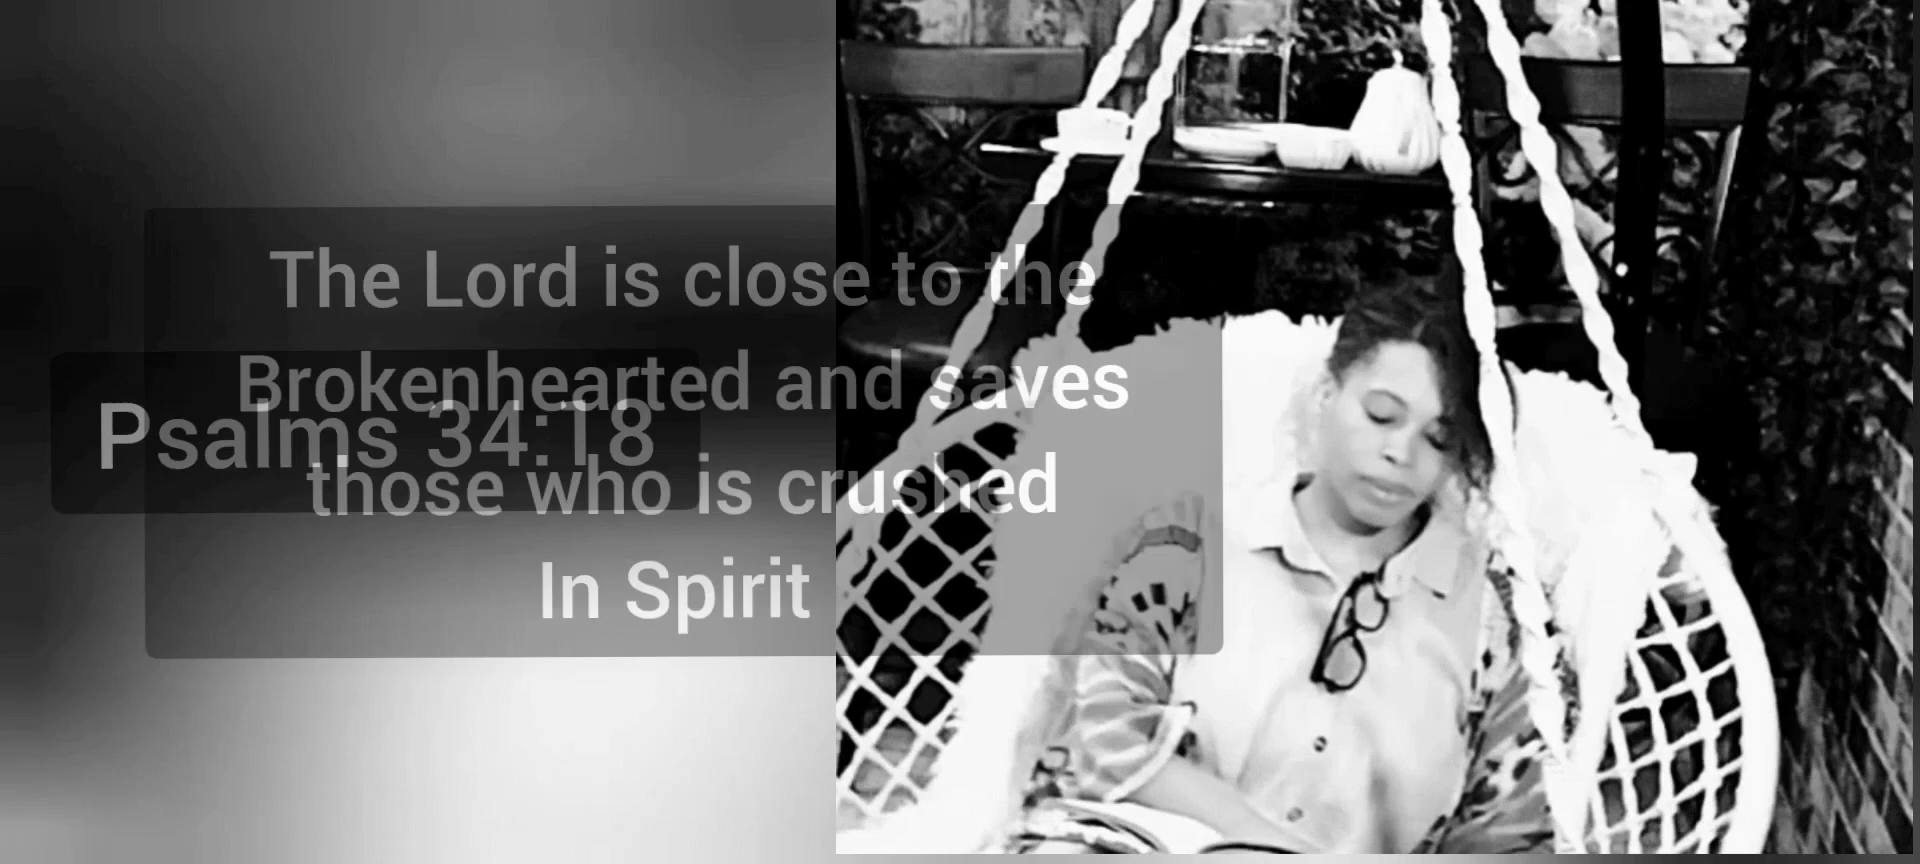 The Lord is close to the
Brokenhearted and saves
Psalms 34:18
those who is crushed
In Spirit